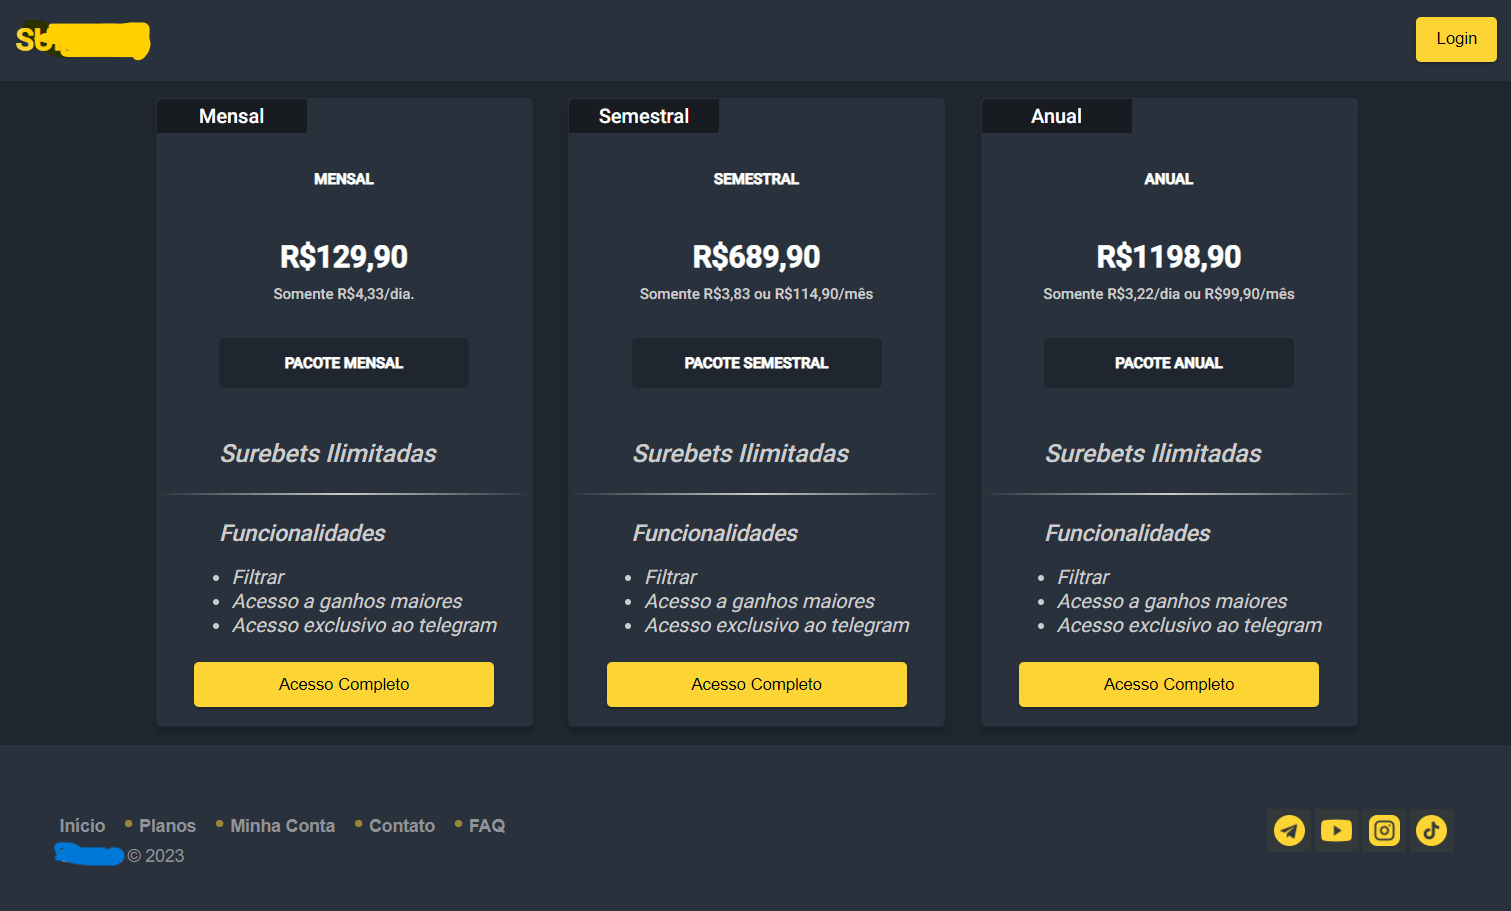 Login
Mensal
MENSAL
R$129,90
Somente R$4,33/dia.
PACOTE MENSAL
Surebets Ilimitadas
Funcionalidades
• Filtrar
• Acesso a ganhos maiores
• Acesso exclusivo ao telegram
Acesso Completo
Semestral
SEMESTRAL
R$689,90
Somente R$3,83 ou R$114,90/mês
PACOTE SEMESTRAL
Surebets Ilimitadas
Funcionalidades
• Filtrar
• Acesso a ganhos maiores
• Acesso exclusivo ao telegram
Acesso Completo
Anual
ANUAL
R$1198,90
Somente R$3,22/dia ou R$99,90/mês
PACOTE ANUAL
Surebets Ilimitadas
Funcionalidades
• Filtrar
• Acesso a ganhos maiores
• Acesso exclusivo ao telegram
Acesso Completo
Início • Planos • Minha Conta • Contato • FAQ
© 2023